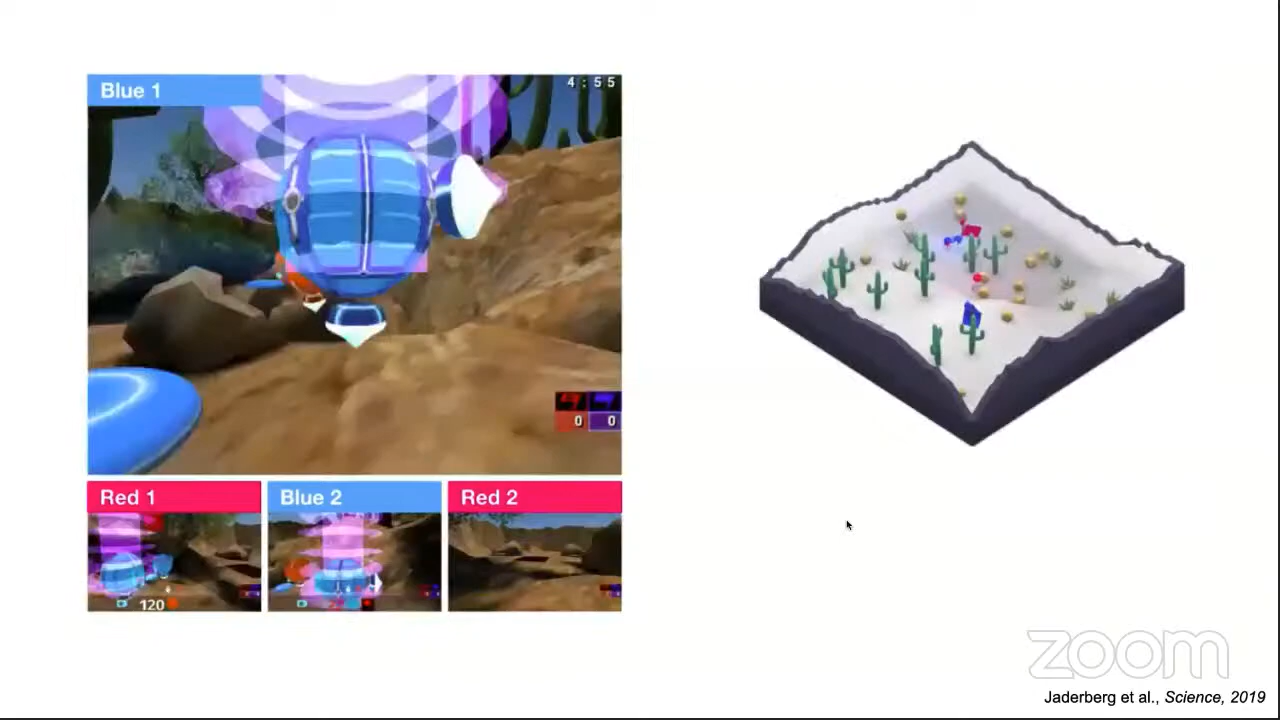 Blue 1
4:55
0 0
Red 1
Blue 2
Red 2
120
zoom
Jaderberg et al., Science, 2019